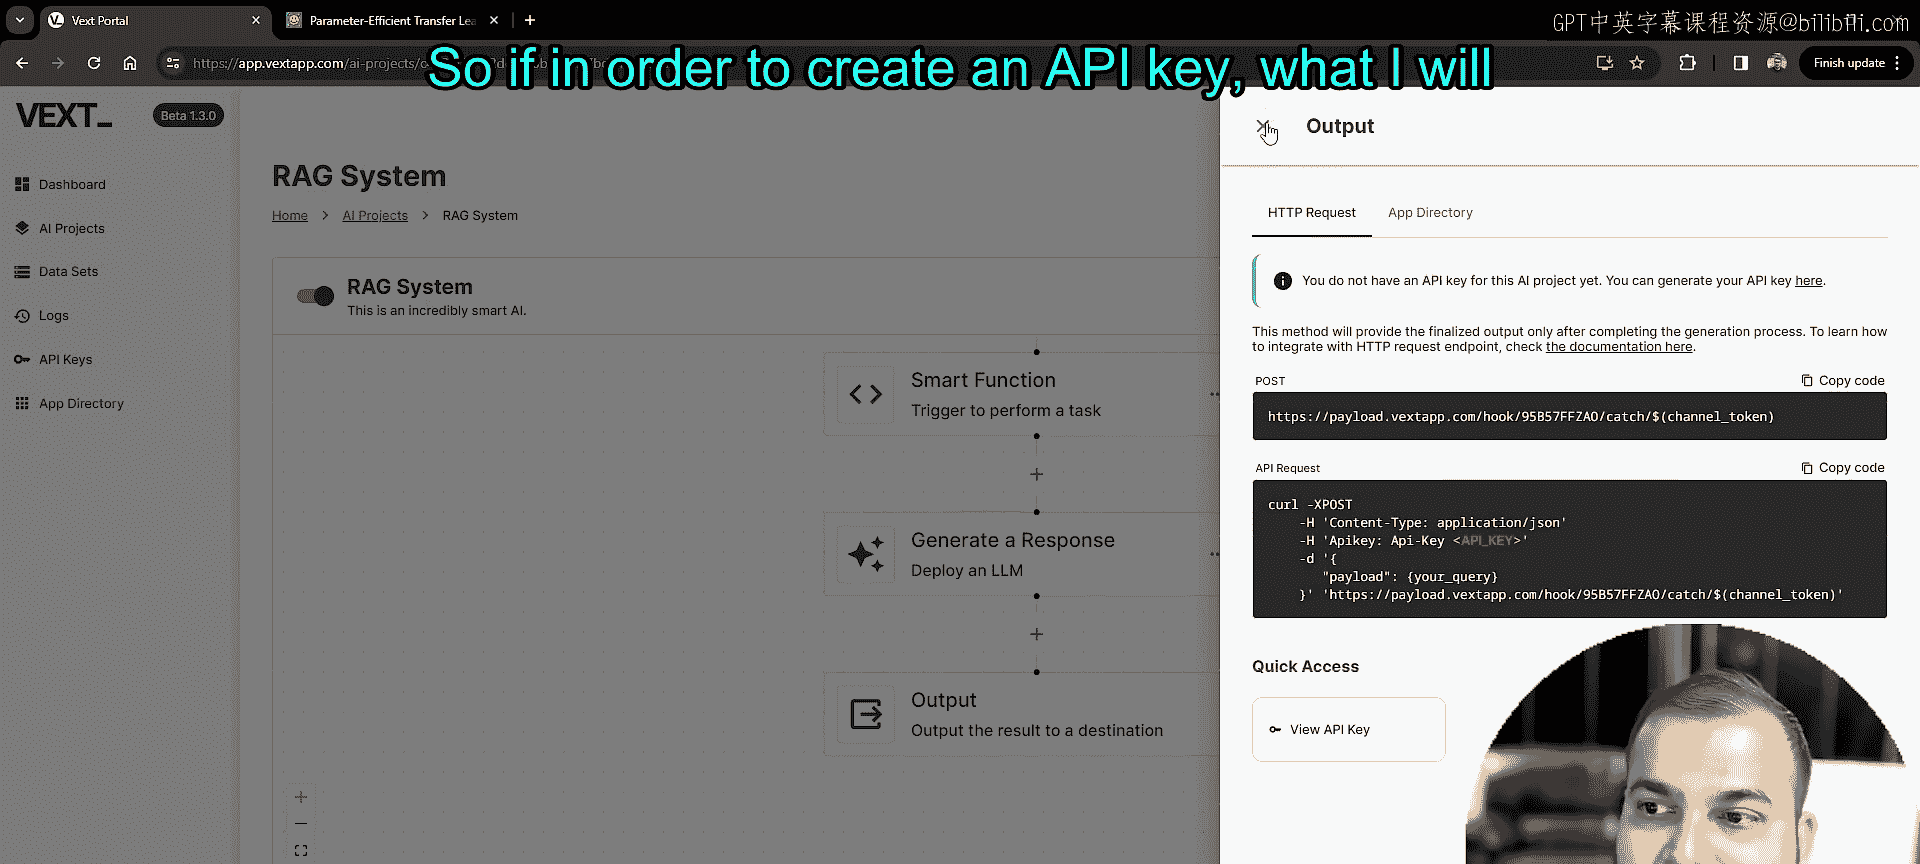 Vext Portal
Parameter-Efficient Transfer Lea
GPT中英字幕课程资源@bilibili.com
https://app.vextapp.com/ai-projects/
So if in order to create an API key, what I will
Finish update
VEXT_
Beta 1.3.0
Dashboard
AI Projects
Data Sets
Logs
API Keys
App Directory
RAG System
Home > AI Projects > RAG System
RAG System
This is an incredibly smart AI.
Smart Function
Trigger to perform a task
Generate a Response
Deploy an LLM
Output
Output the result to a destination
Output
HTTP Request
App Directory
You do not have an API key for this AI project yet. You can generate your API key here.
This method will provide the finalized output only after completing the generation process. To learn how
to integrate with HTTP request endpoint, check the documentation here.
POST
Copy code
https://payload.vextapp.com/hook/95B57FFZAO/catch/$(channel_token)
API Request
Copy code
curl -XPOST
-H 'Content-Type: application/json'
-H 'Apikey: Api-Key <API_KEY>'
-d '{
"payload": {your_query}
}' 'https://payload.vextapp.com/hook/95B57FFZAO/catch/$(channel_token)'
Quick Access
View API Key